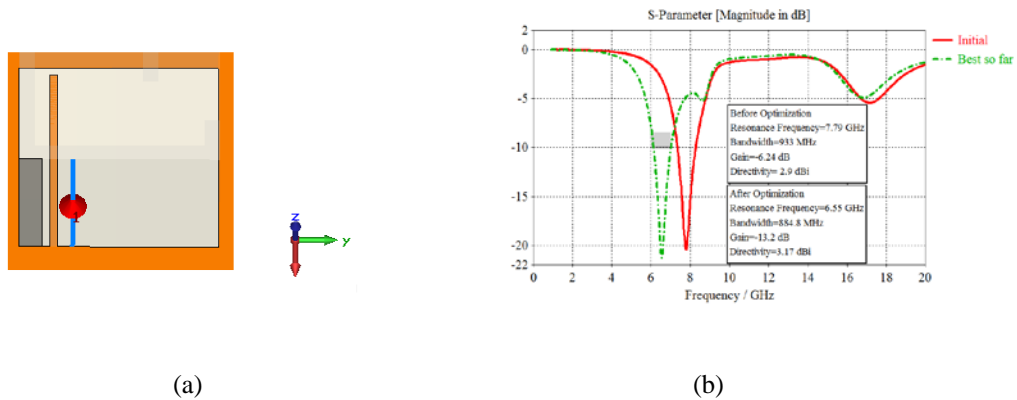 S-Parameter [Magnitude in dB]
2
0
-5
-10
-15
-20
-22
0 2 4 6 8 10 12 14 16 18 20
Frequency / GHz
Initial
Best so far
Before Optimization
Resonance Frequency=7.79 GHz
Bandwidth=933 MHz
Gain=-6.24 dB
Directivity= 2.9 dBi
After Optimization
Resonance Frequency=6.55 GHz
Bandwidth=884.8 MHz
Gain=-13.2 dB
Directivity=3.17 dBi
1
z
y
(a) (b)